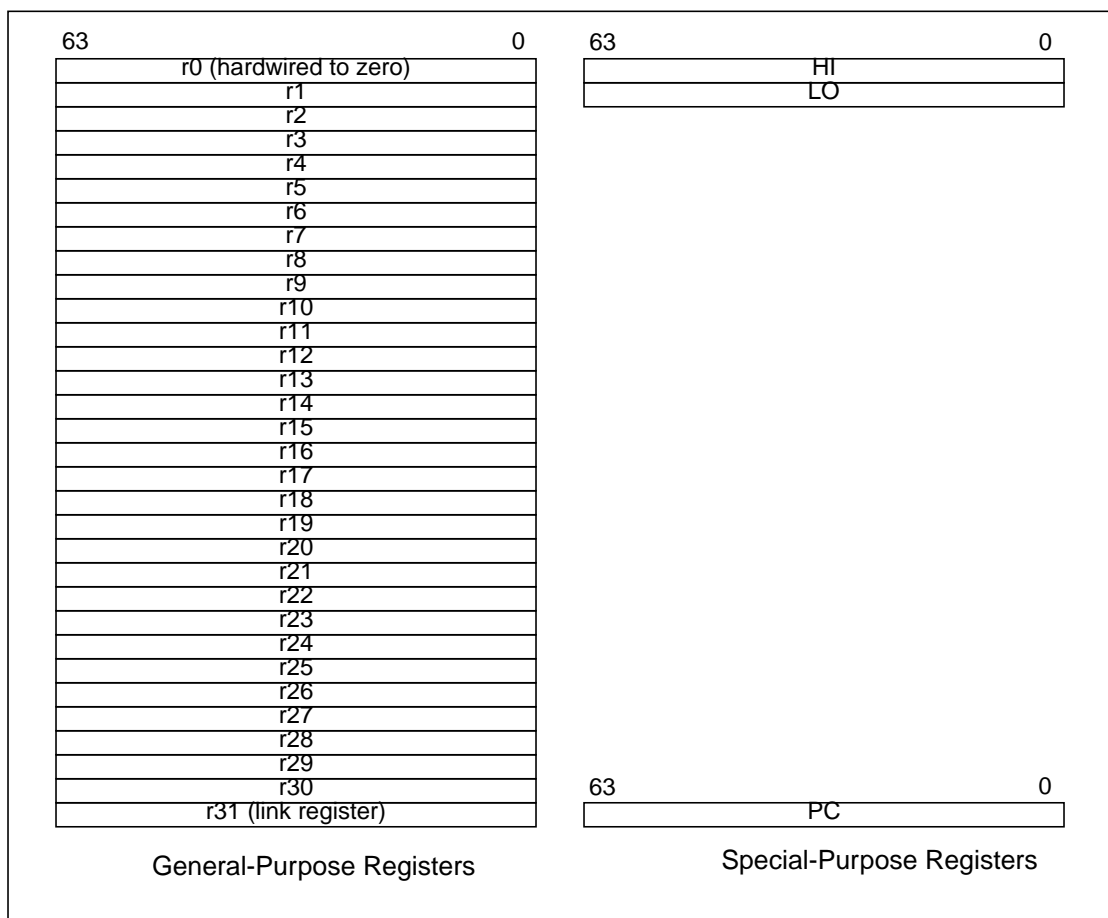 63 0
r0 (hardwired to zero)
r1
r2
r3
r4
r5
r6
r7
r8
r9
r10
r11
r12
r13
r14
r15
r16
r17
r18
r19
r20
r21
r22
r23
r24
r25
r26
r27
r28
r29
r30
r31 (link register)
General-Purpose Registers
63 0
HI
LO
63 0
PC
Special-Purpose Registers